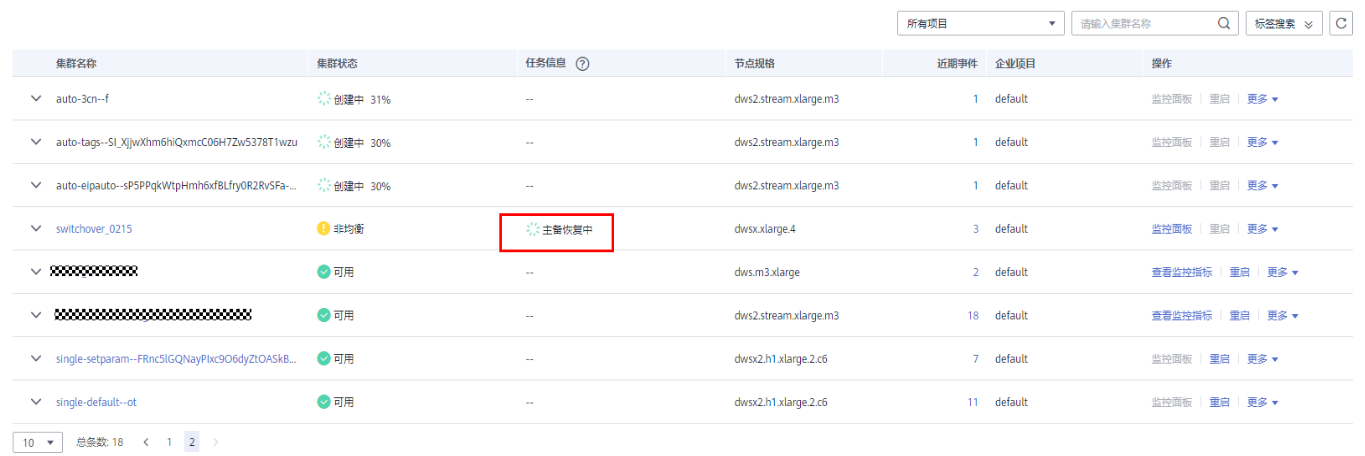 所有项目 请输入集群名称 标签搜索
集群名称 集群状态 任务信息 ? 节点规格 近期事件 企业项目 操作
auto-3cn--f 创建中 31% -- dws2.stream.xlarge.m3 1 default 监控面板 重启 更多
auto-tags--SI_XjjwXhm6hiQxmcC06H7Zw5378T1wzu 创建中 30% -- dws2.stream.xlarge.m3 1 default 监控面板 重启 更多
auto-eipauto--sP5PPqkWtpHmh6xfBLfry0R2RvSFa-... 创建中 30% -- dws2.stream.xlarge.m3 1 default 监控面板 重启 更多
switchover_0215 非均衡 主备恢复中 dwsx.xlarge.4 3 default 监控面板 重启 更多
可用 -- dws.m3.xlarge 2 default 查看监控指标 重启 更多
可用 -- dws2.stream.xlarge.m3 18 default 查看监控指标 重启 更多
single-setparam--FRnc5lGQNayPIxc9O6dyZtOASkB... 可用 -- dwsx2.h1.xlarge.2.c6 7 default 监控面板 重启 更多
single-default--ot 可用 -- dwsx2.h1.xlarge.2.c6 11 default 监控面板 重启 更多
10 总条数: 18 < 1 2 >